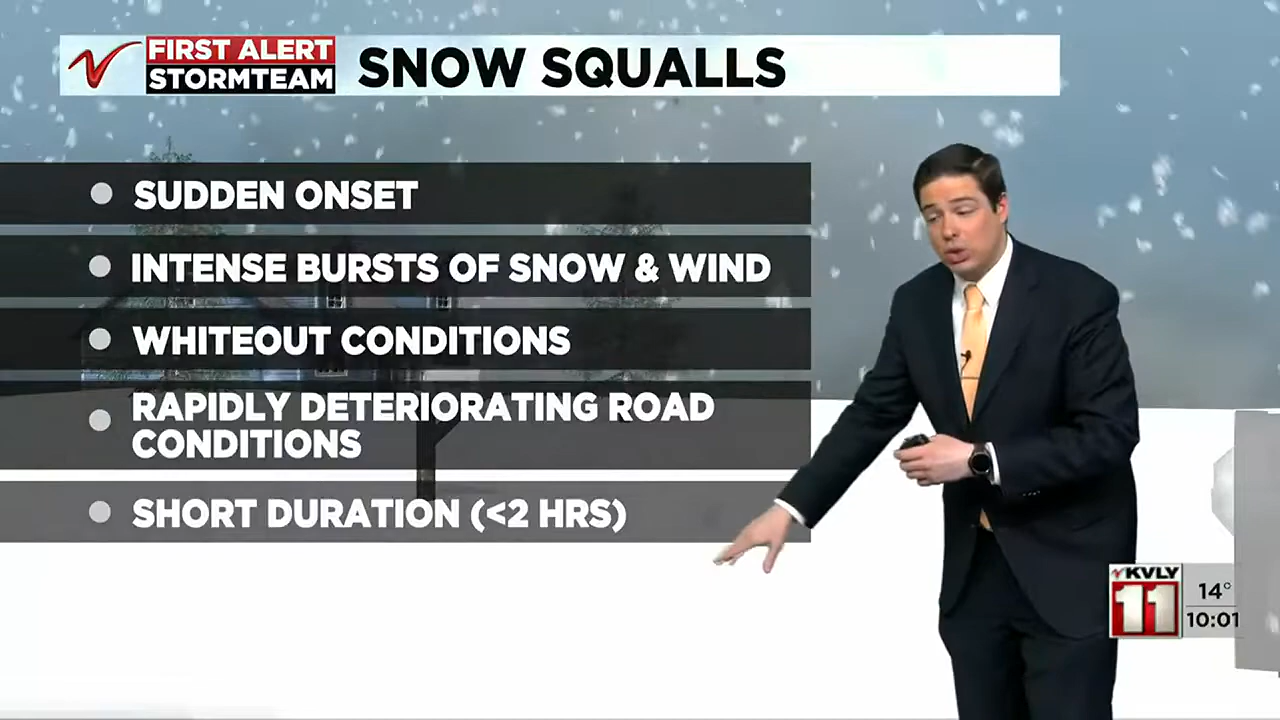 FIRST ALERT
STORMTEAM
SNOW SQUALLS
SUDDEN ONSET
INTENSE BURSTS OF SNOW & WIND
WHITEOUT CONDITIONS
RAPIDLY DETERIORATING ROAD
CONDITIONS
SHORT DURATION (<2 HRS)
KVLY
11
14°
10:01